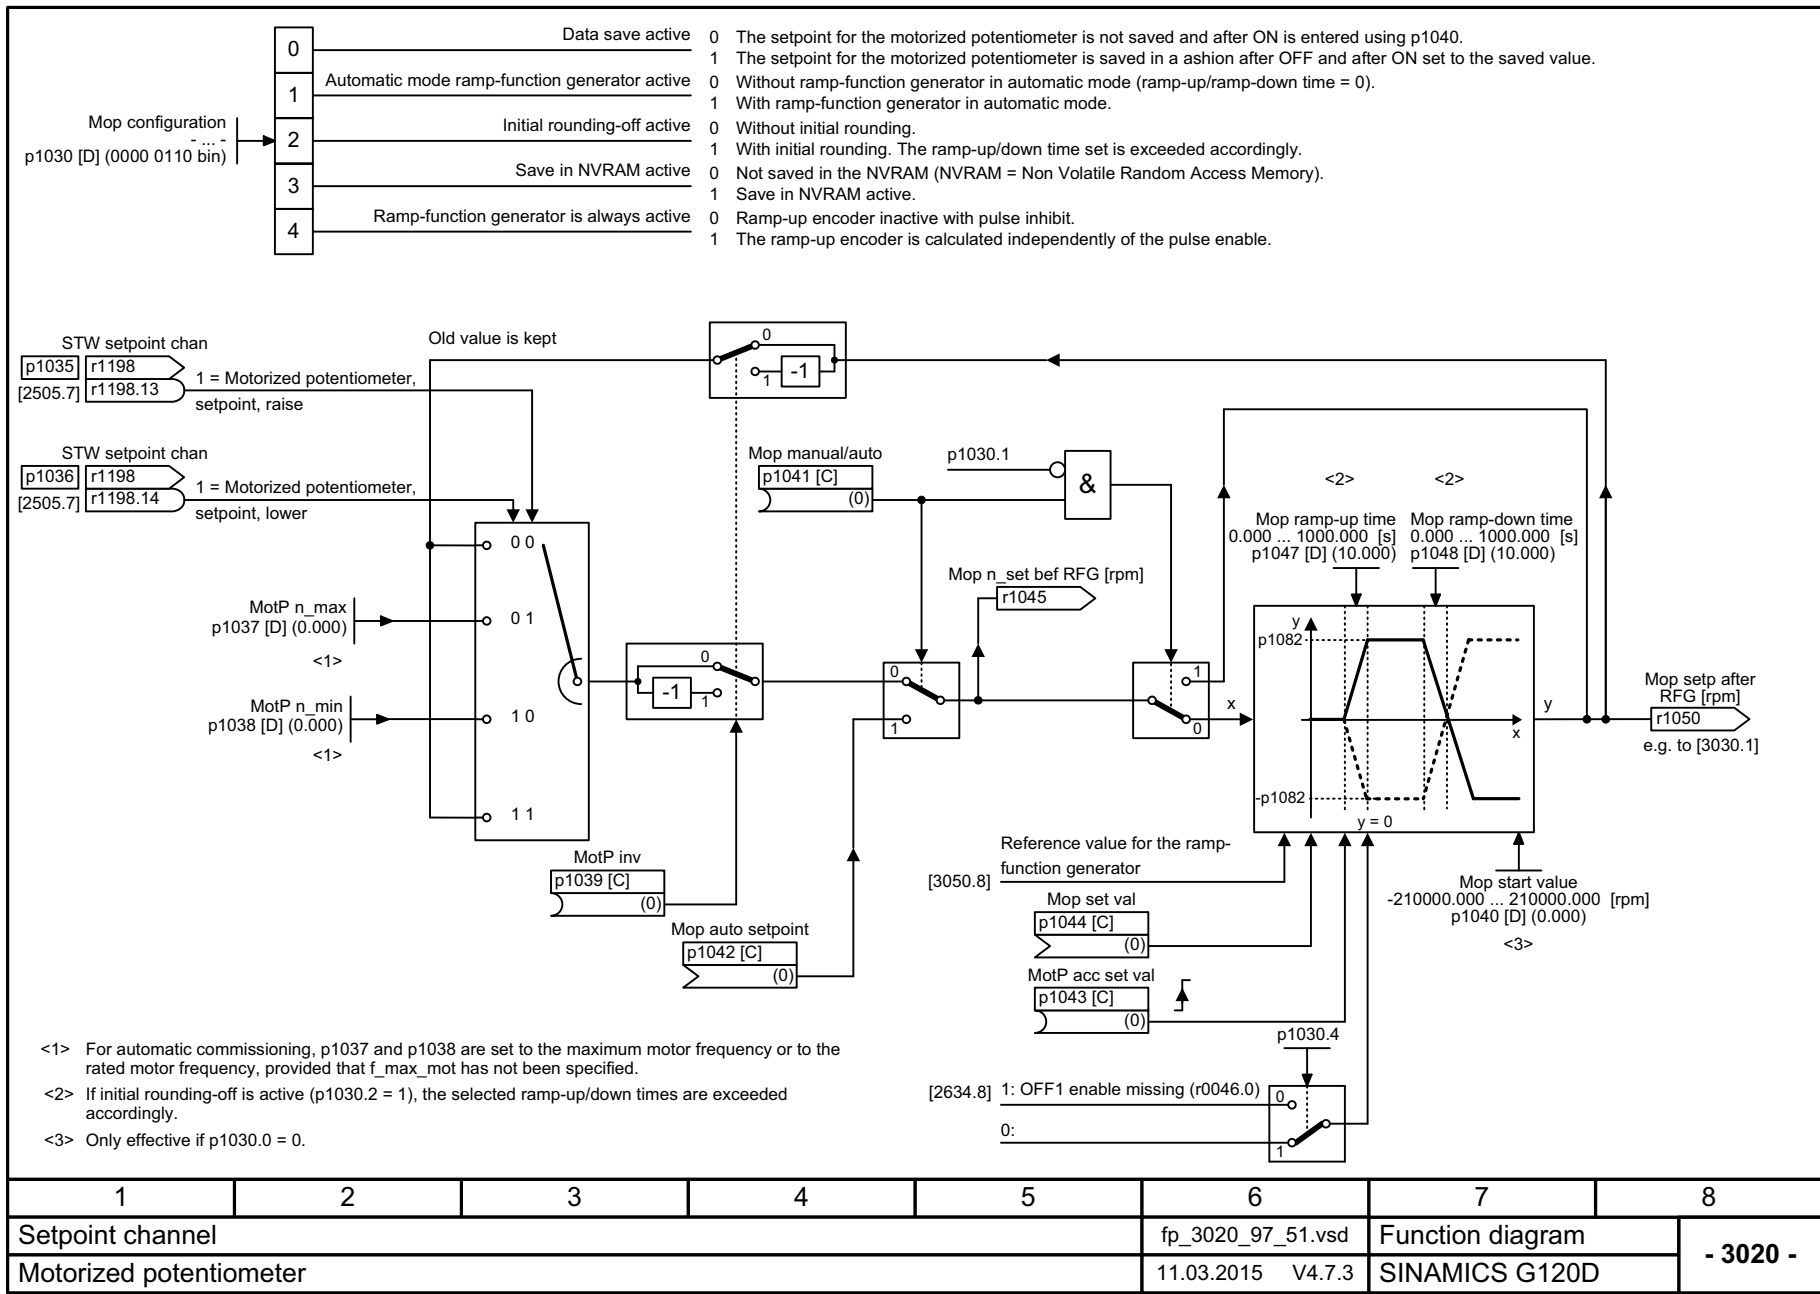 0
Data save active
0 The setpoint for the motorized potentiometer is not saved and after ON is entered using p1040.
1 The setpoint for the motorized potentiometer is saved in a ashion after OFF and after ON set to the saved value.
1
Automatic mode ramp-function generator active
0 Without ramp-function generator in automatic mode (ramp-up/ramp-down time = 0).
1 With ramp-function generator in automatic mode.
Mop configuration
- ... -
p1030 [D] (0000 0110 bin)
2
Initial rounding-off active
0 Without initial rounding.
1 With initial rounding. The ramp-up/down time set is exceeded accordingly.
3
Save in NVRAM active
0 Not saved in the NVRAM (NVRAM = Non Volatile Random Access Memory).
1 Save in NVRAM active.
4
Ramp-function generator is always active
0 Ramp-up encoder inactive with pulse inhibit.
1 The ramp-up encoder is calculated independently of the pulse enable.
STW setpoint chan
p1035 r1198
[2505.7] r1198.13
1 = Motorized potentiometer,
setpoint, raise
Old value is kept
0
1
-1
STW setpoint chan
p1036 r1198
[2505.7] r1198.14
1 = Motorized potentiometer,
setpoint, lower
Mop manual/auto
p1041 [C]
(0)
p1030.1
&
<2>
<2>
Mop ramp-up time
0.000 ... 1000.000 [s]
p1047 [D] (10.000)
Mop ramp-down time
0.000 ... 1000.000 [s]
p1048 [D] (10.000)
0 0
0 1
1 0
1 1
MotP n_max
p1037 [D] (0.000)
<1>
MotP n_min
p1038 [D] (0.000)
<1>
-1
0
1
Mop n_set bef RFG [rpm]
r1045
0
1
1
0
x
y
p1082
-p1082
x
y = 0
y
Mop setp after
RFG [rpm]
r1050
e.g. to [3030.1]
MotP inv
p1039 [C]
(0)
Mop auto setpoint
p1042 [C]
(0)
Reference value for the ramp-
function generator
[3050.8]
Mop set val
p1044 [C]
(0)
MotP acc set val
p1043 [C]
(0)
Mop start value
-210000.000 ... 210000.000 [rpm]
p1040 [D] (0.000)
<3>
p1030.4
[2634.8] 1: OFF1 enable missing (r0046.0)
0:
0
1
<1> For automatic commissioning, p1037 and p1038 are set to the maximum motor frequency or to the
rated motor frequency, provided that f_max_mot has not been specified.
<2> If initial rounding-off is active (p1030.2 = 1), the selected ramp-up/down times are exceeded
accordingly.
<3> Only effective if p1030.0 = 0.
1 2 3 4 5 6 7 8
Setpoint channel
fp_3020_97_51.vsd
Function diagram
- 3020 -
Motorized potentiometer
11.03.2015 V4.7.3
SINAMICS G120D